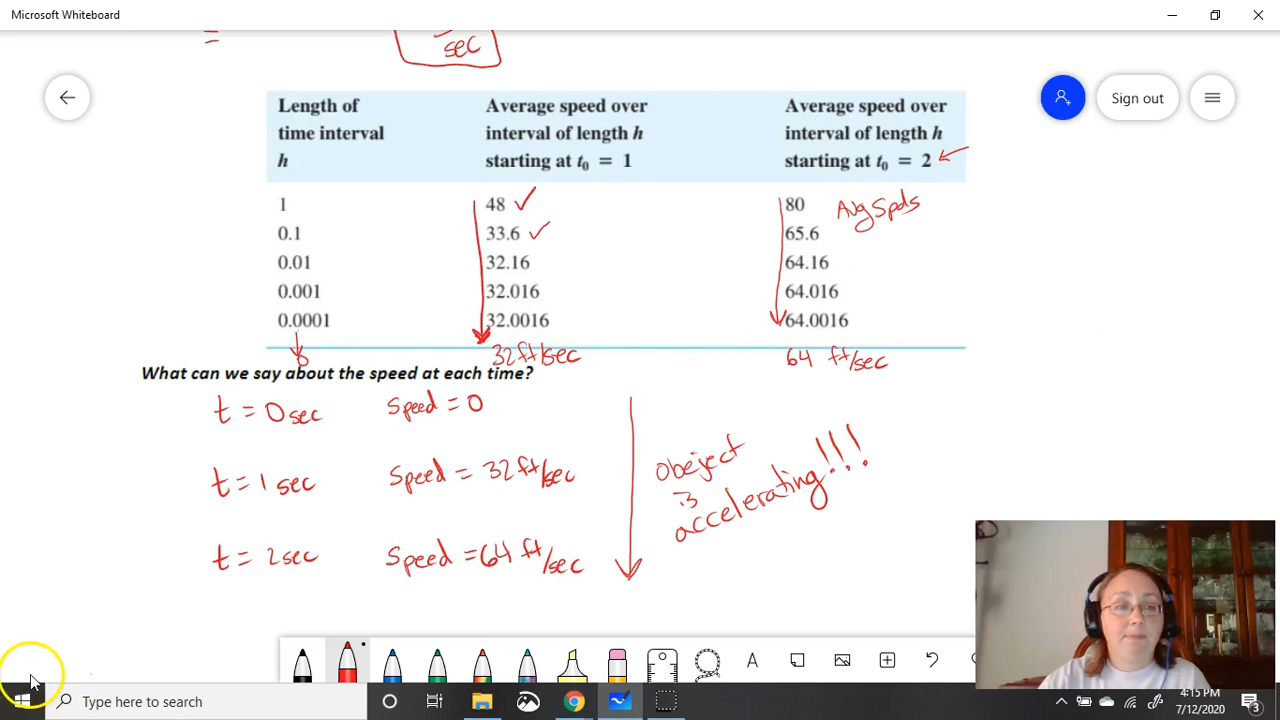 Microsoft Whiteboard
=
sec
Sign out
Length of time interval h
Average speed over interval of length h starting at t₀ = 1
Average speed over interval of length h starting at t₀ = 2
1 48 80 Avg Spds
0.1 33.6 65.6
0.01 32.16 64.16
0.001 32.016 64.016
0.0001 32.0016 64.0016
0 32 ft/sec 64 ft/sec
What can we say about the speed at each time?
t = 0 sec Speed = 0
t = 1 sec Speed = 32 ft/sec
t = 2 sec Speed = 64 ft/sec
Obeject
is
accelerating!!!
A
Type here to search
4:15 PM
7/12/2020
3